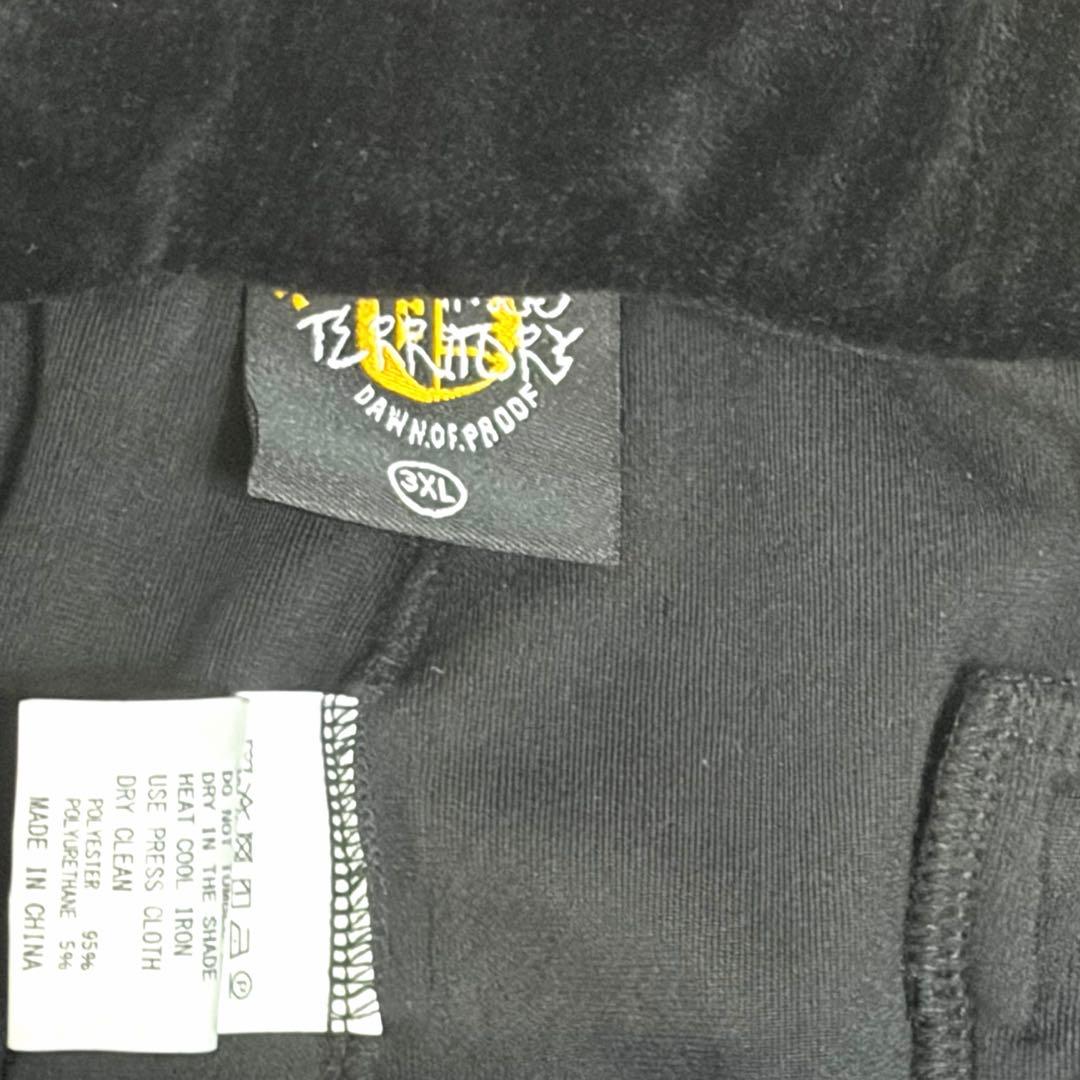 TERRITORY
DAWN.OF.PROOF
3XL
DRY IN THE SHADE
HEAT COOL IRON
USE PRESS CLOTH
DRY CLEAN
POLYESTER 95%
POLYURETHANE 5%
MADE IN CHINA
DO NOT
P